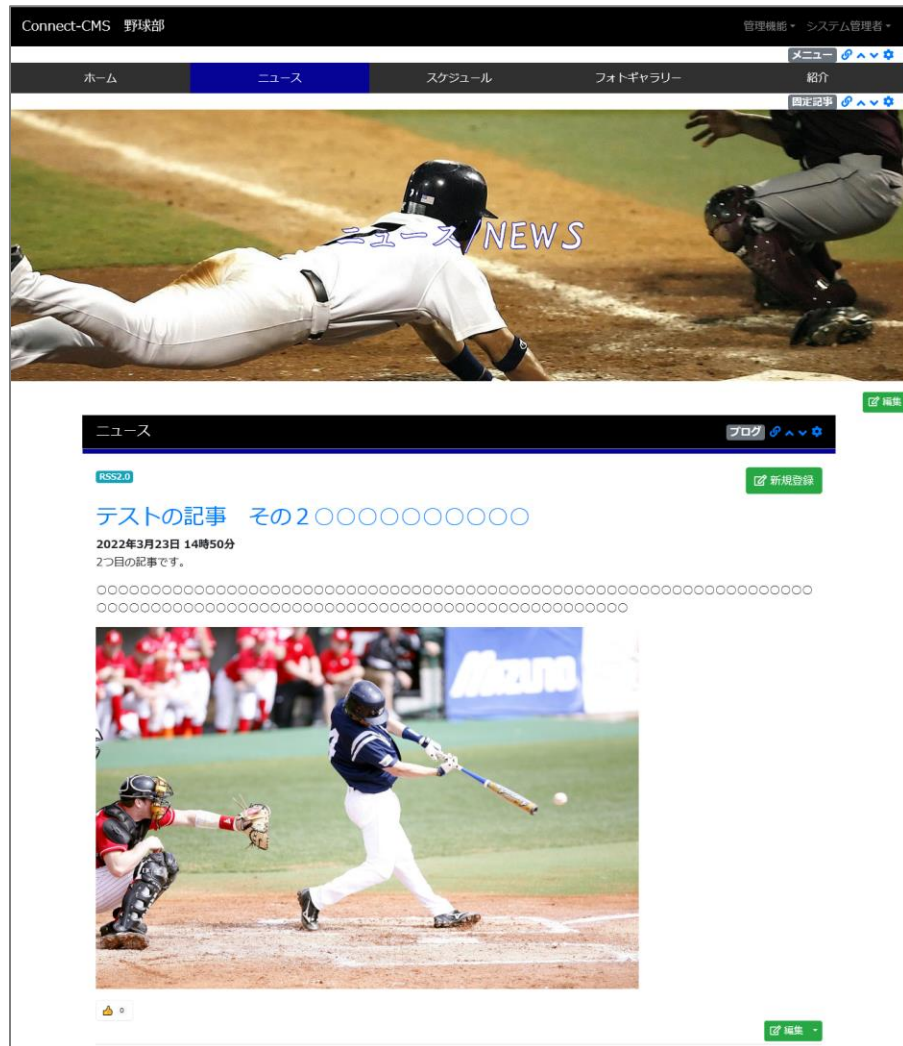 Connect-CMS 野球部
管理機能 システム管理者
メニュー
ホーム ニュース スケジュール フォトギャラリー 紹介
固定記事
ニュース/NEWS
編集
ニュース ブログ
RSS2.0 新規登録
テストの記事 その2○○○○○○○○○○
2022年3月23日 14時50分
2つ目の記事です。
○○○○○○○○○○○○○○○○○○○○○○○○○○○○○○○○○○○○○○○○○○○○○○○○○○○○○○○○○○○○○○○○○○
○○○○○○○○○○○○○○○○○○○○○○○○○○○○○○○○○○○○○○○○○○○○○○○○○
Mizuno
7
0
編集